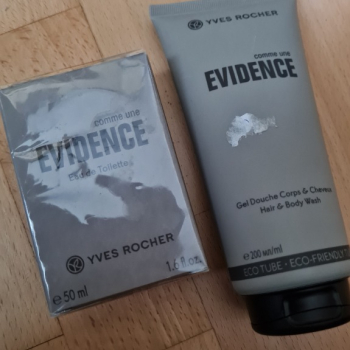 comme une
EVIDENCE
Eau de Toilette
YVES ROCHER
℮ 50 ml
1.6 fl.oz.
YVES ROCHER
comme une
EVIDENCE
Gel Douche Corps & Cheveux
Hair & Body Wash
℮ 200 мл/ml
ECO TUBE - ECO-FRIENDLY T